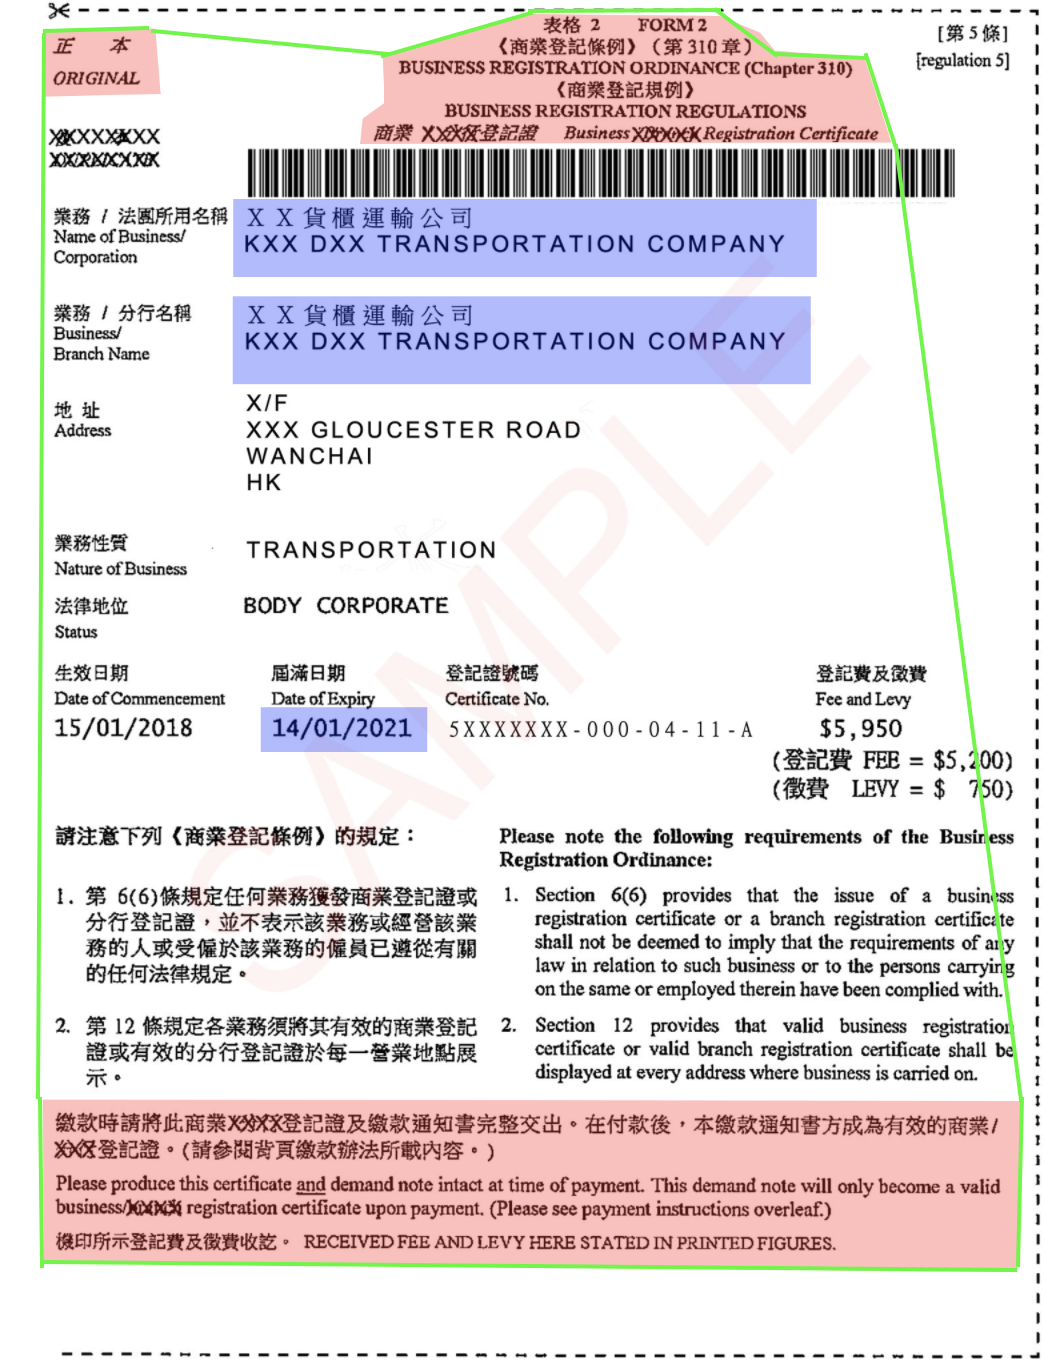 表格 2 FORM 2
[第 5 條]
正 本
《商業登記條例》（第 310 章）
[regulation 5]
ORIGINAL
BUSINESS REGISTRATION ORDINANCE (Chapter 310)
《商業登記規例》
BUSINESS REGISTRATION REGULATIONS
商業 登記證 Business Registration Certificate
業務 / 法團所用名稱
X X 貨櫃運輸公司
Name of Business/
KXX DXX TRANSPORTATION COMPANY
Corporation
業務 / 分行名稱
X X 貨櫃運輸公司
Business/
KXX DXX TRANSPORTATION COMPANY
Branch Name
地 址
X/F
Address
XXX GLOUCESTER ROAD
WANCHAI
HK
業務性質
TRANSPORTATION
Nature of Business
法律地位
BODY CORPORATE
Status
生效日期 屆滿日期 登記證號碼 登記費及徵費
Date of Commencement Date of Expiry Certificate No. Fee and Levy
15/01/2018 14/01/2021 5XXXXXXX-000-04-11-A $5,950
(登記費 FEE = $5,200)
(徵費 LEVY = $ 750)
SAMPLE
請注意下列《商業登記條例》的規定：
1. 第 6(6)條規定任何業務獲發商業登記證或
分行登記證，並不表示該業務或經營該業
務的人或受僱於該業務的僱員已遵從有關
的任何法律規定。
2. 第 12 條規定各業務須將其有效的商業登記
證或有效的分行登記證於每一營業地點展
示。
Please note the following requirements of the Business
Registration Ordinance:
1. Section 6(6) provides that the issue of a business
registration certificate or a branch registration certificate
shall not be deemed to imply that the requirements of any
law in relation to such business or to the persons carrying
on the same or employed therein have been complied with.
2. Section 12 provides that valid business registration
certificate or valid branch registration certificate shall be
displayed at every address where business is carried on.
繳款時請將此商業 登記證及繳款通知書完整交出。在付款後，本繳款通知書方成為有效的商業/
登記證。(請參閱背頁繳款辦法所載內容。)
Please produce this certificate and demand note intact at time of payment. This demand note will only become a valid
business/ registration certificate upon payment. (Please see payment instructions overleaf.)
機印所示登記費及徵費收訖。 RECEIVED FEE AND LEVY HERE STATED IN PRINTED FIGURES.